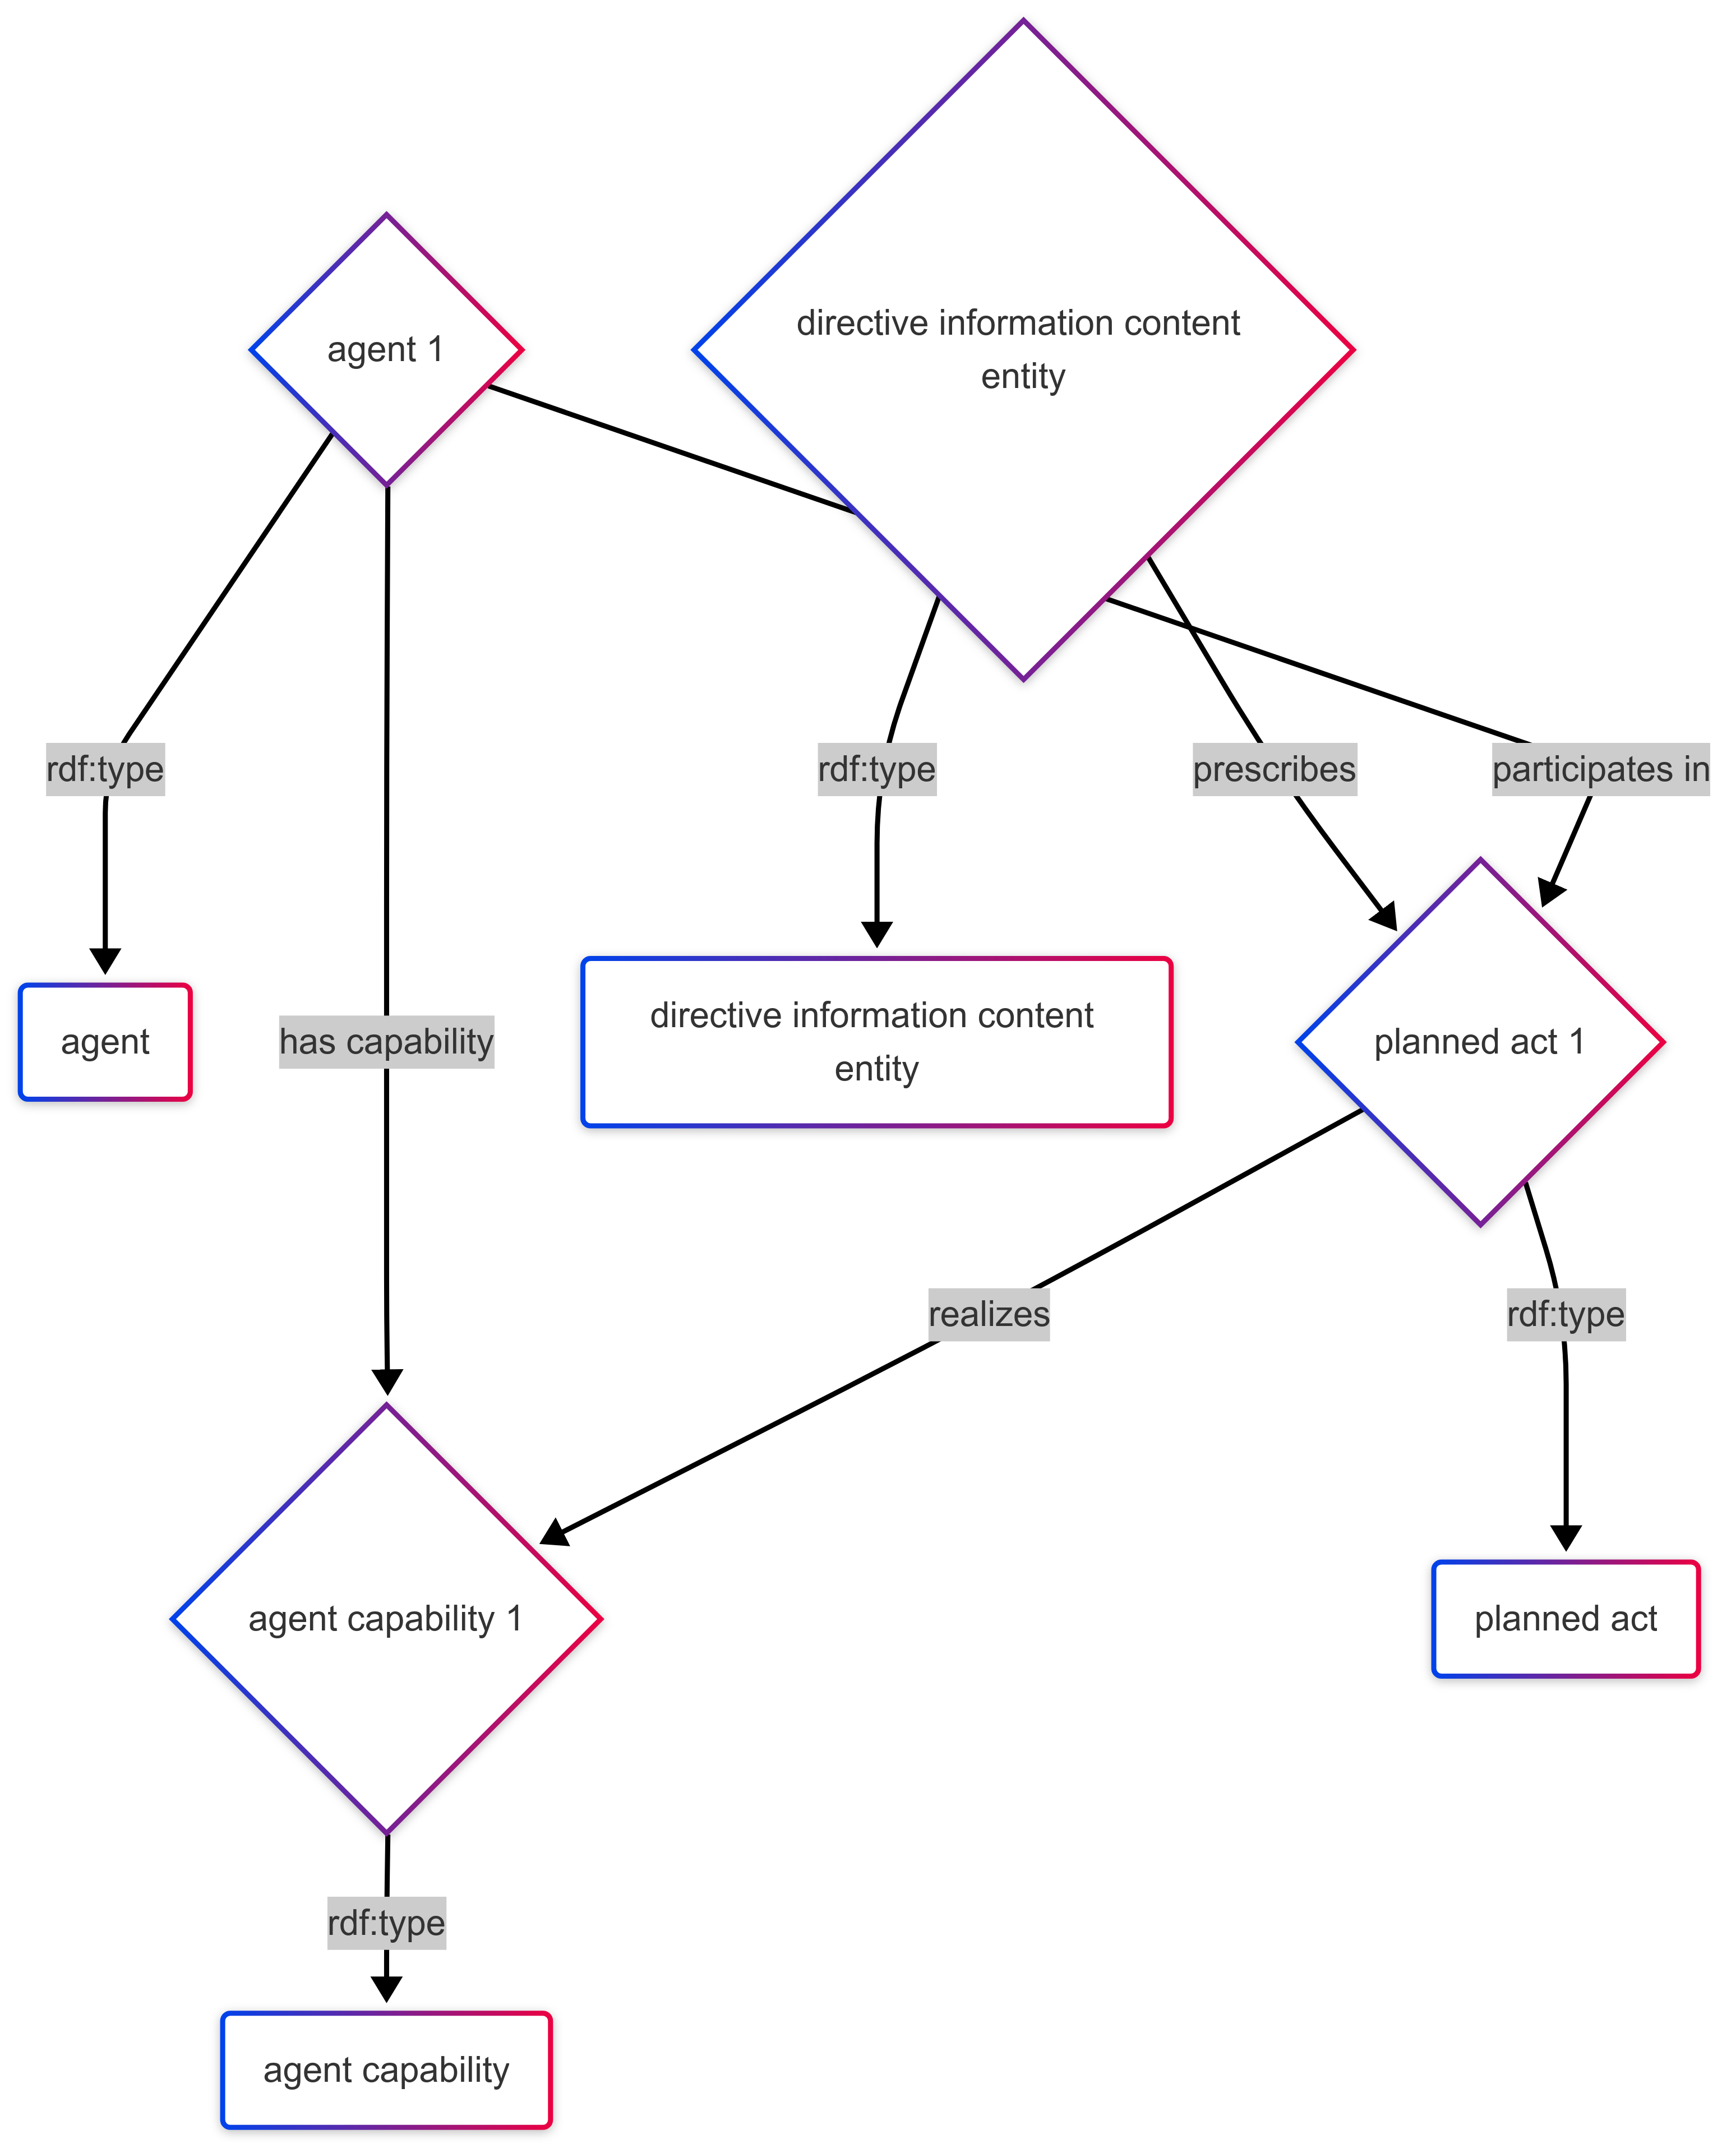 directive information content
entity
agent 1
rdf:type
rdf:type
prescribes
participates in
agent
has capability
directive information content
entity
planned act 1
realizes
rdf:type
agent capability 1
planned act
rdf:type
agent capability